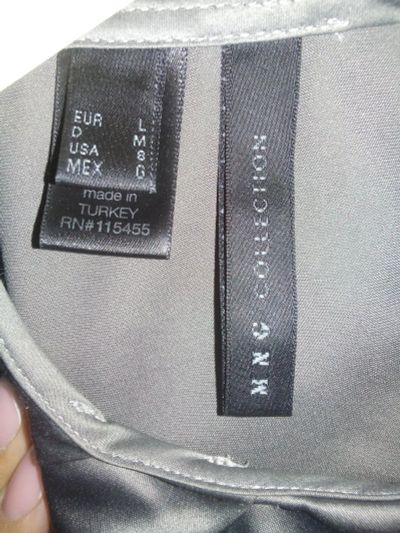 EUR L
D M
USA 8
MEX G
made in
TURKEY
RN#115455
MNG COLLECTION